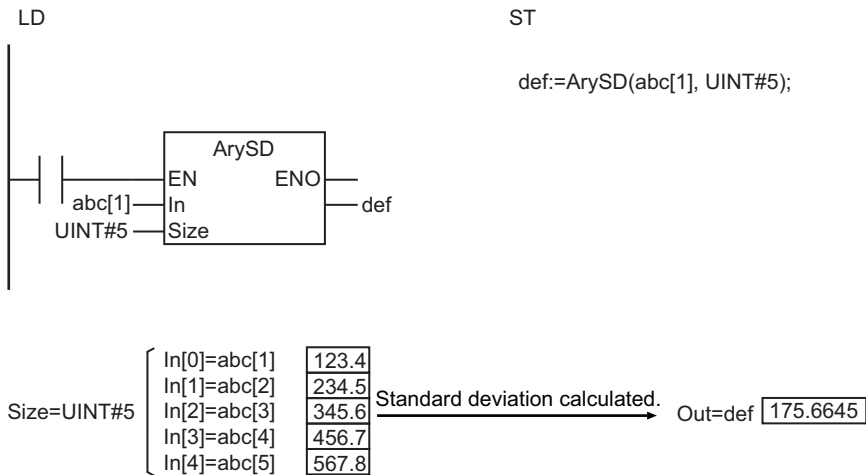 LD ST
def:=ArySD(abc[1], UINT#5);
ArySD
EN ENO
abc[1] In def
UINT#5 Size
In[0]=abc[1] 123.4
In[1]=abc[2] 234.5
Size=UINT#5 In[2]=abc[3] 345.6 Standard deviation calculated. Out=def 175.6645
In[3]=abc[4] 456.7
In[4]=abc[5] 567.8